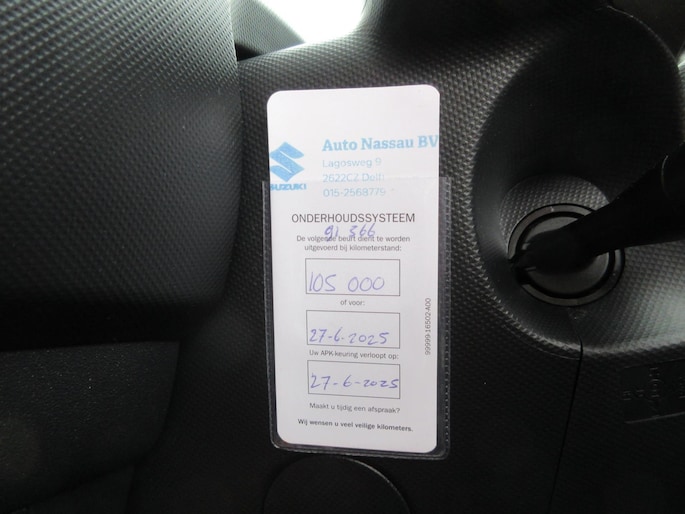 Auto Nassau BV
Lagosweg 9
2622CZ Delft
015-2568779
SUZUKI
ONDERHOUDSSYSTEEM
91 366
De volgende beurt dient te worden
uitgevoerd bij kilometerstand:
105 000
of voor:
27-6-2025
Uw APK-keuring verloopt op:
27-6-2025
Maakt u tijdig een afspraak?
Wij wensen u veel veilige kilometers.
99999-16502-A00